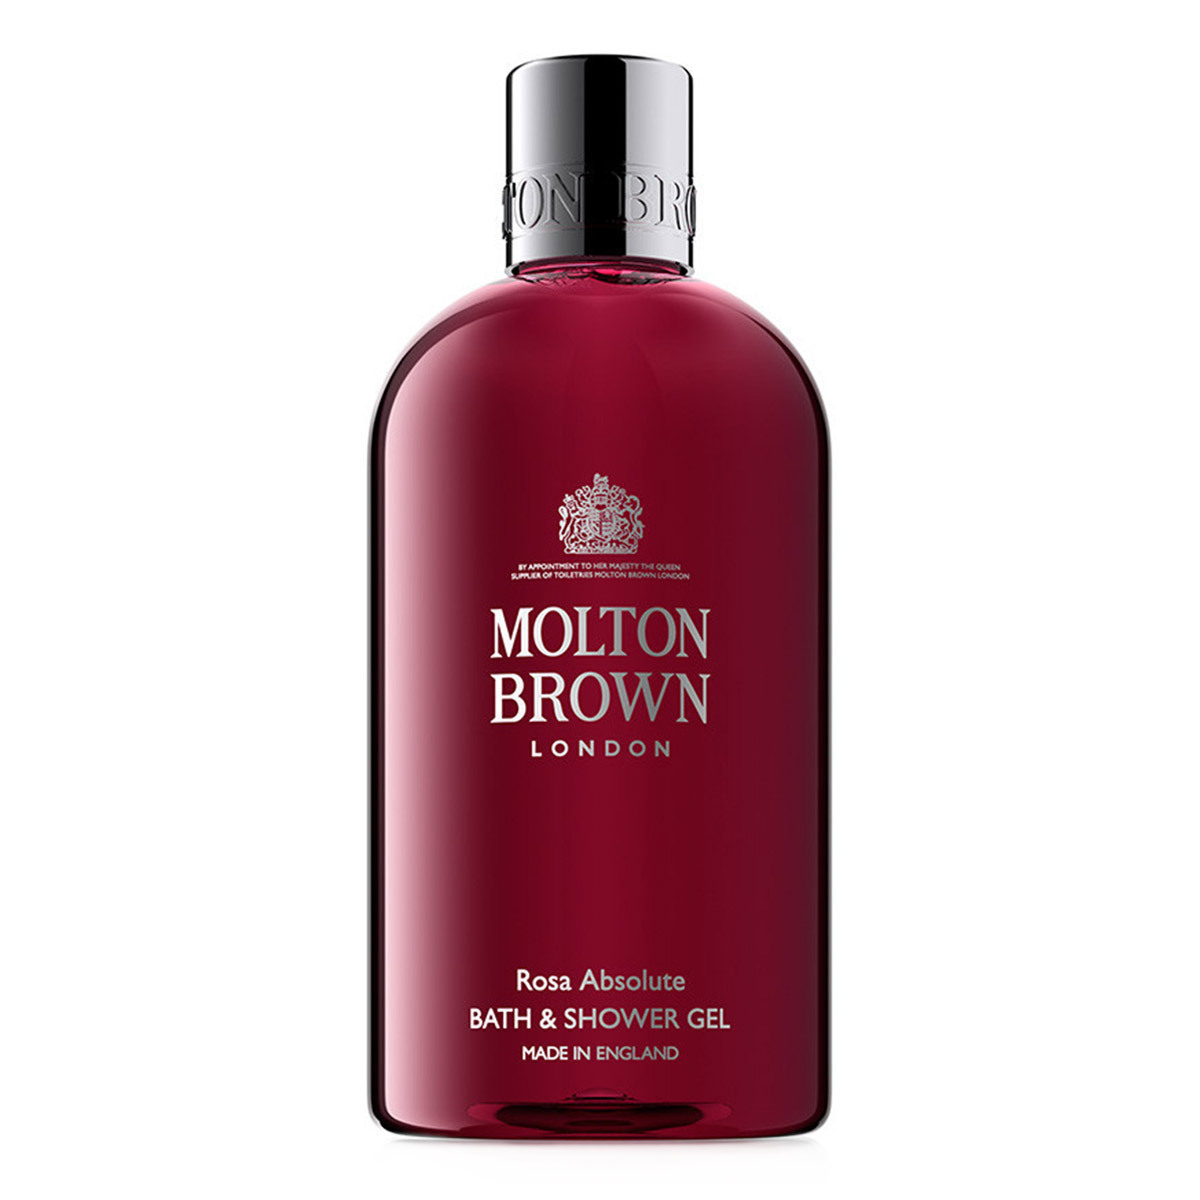 TON BRO
BY APPOINTMENT TO HER MAJESTY THE QUEEN
SUPPLIER OF TOILETRIES MOLTON BROWN LONDON
MOLTON
BROWN
LONDON
Rosa Absolute
BATH & SHOWER GEL
MADE IN ENGLAND